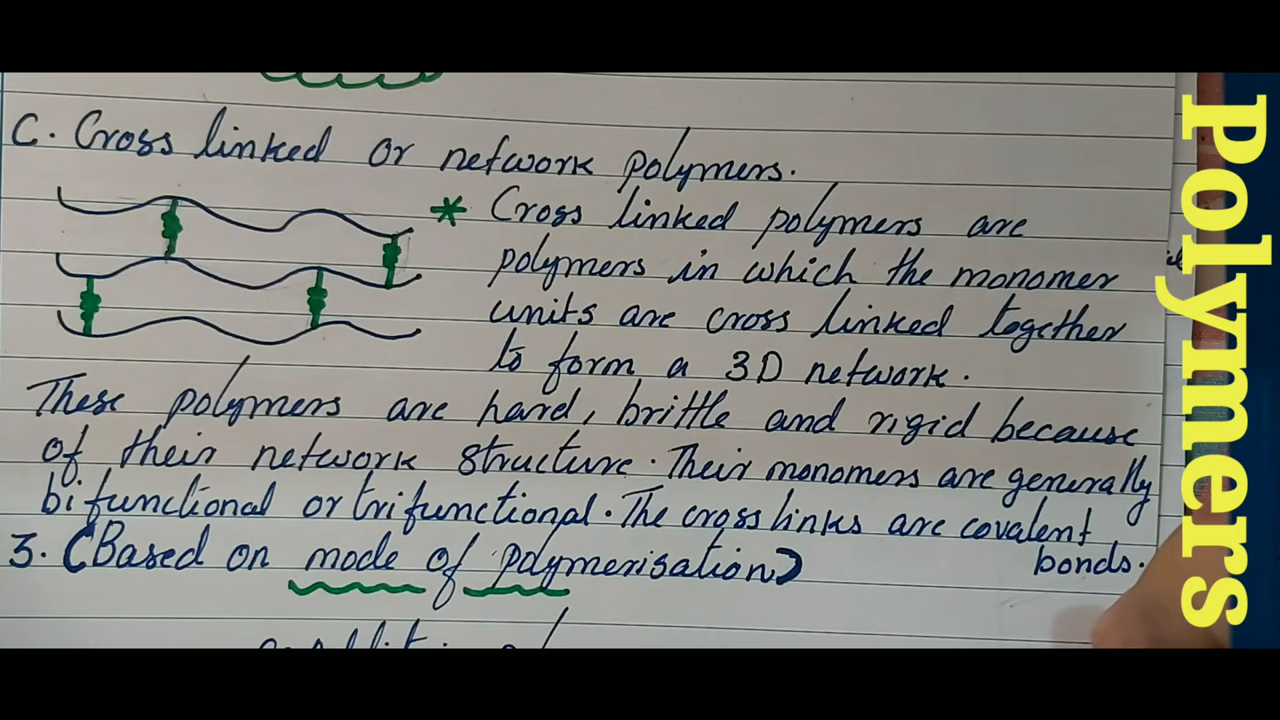 C. Cross linked or network polymers.
* Cross linked polymers are
polymers in which the monomer
units are cross linked together
to form a 3D network.
These polymers are hard, brittle and rigid because
of their network structure. Their monomers are generally
bifunctional or trifunctional. The cross links are covalent
bonds.
3. (Based on mode of polymerisation)
Polymers